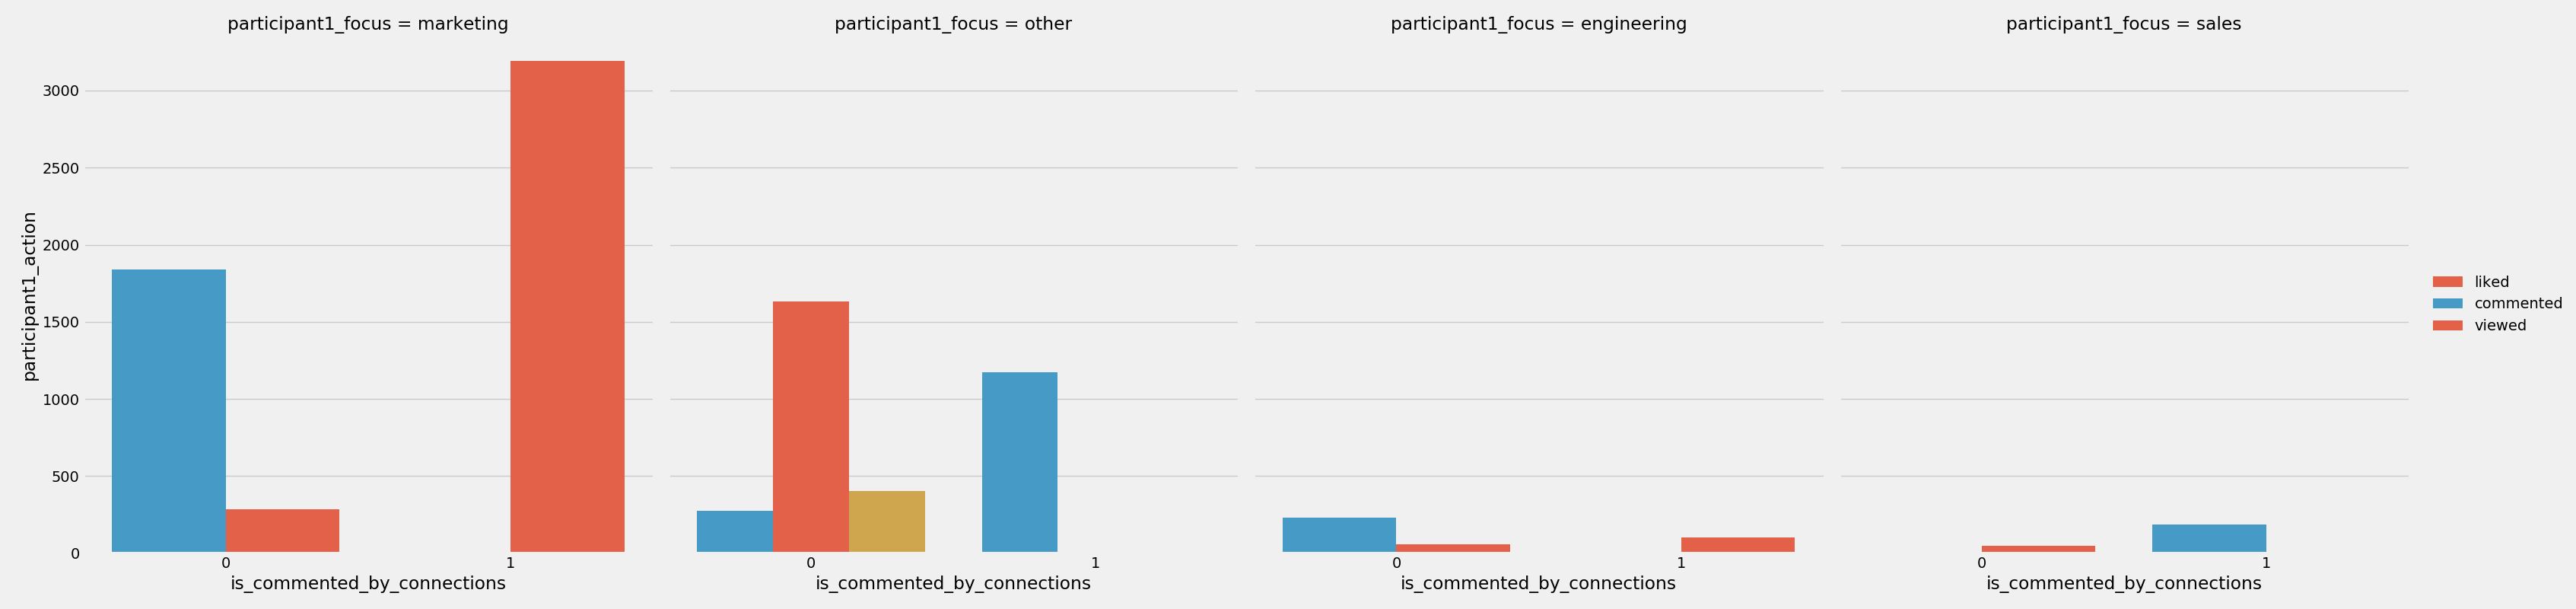 participant1_focus = marketing
participant1_focus = other
participant1_focus = engineering
participant1_focus = sales
participant1_action
3000
2500
2000
1500
1000
500
0
0 1
0 1
0 1
0 1
is_commented_by_connections
is_commented_by_connections
is_commented_by_connections
is_commented_by_connections
liked
commented
viewed